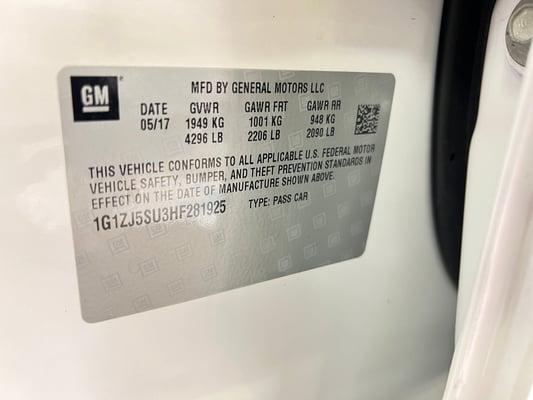 GM
MFD BY GENERAL MOTORS LLC
DATE GVWR GAWR FRT GAWR RR
05/17 1949 KG 1001 KG 948 KG
4296 LB 2206 LB 2090 LB
THIS VEHICLE CONFORMS TO ALL APPLICABLE U.S. FEDERAL MOTOR
VEHICLE SAFETY, BUMPER, AND THEFT PREVENTION STANDARDS IN
EFFECT ON THE DATE OF MANUFACTURE SHOWN ABOVE.
1G1ZJ5SU3HF281925 TYPE: PASS CAR